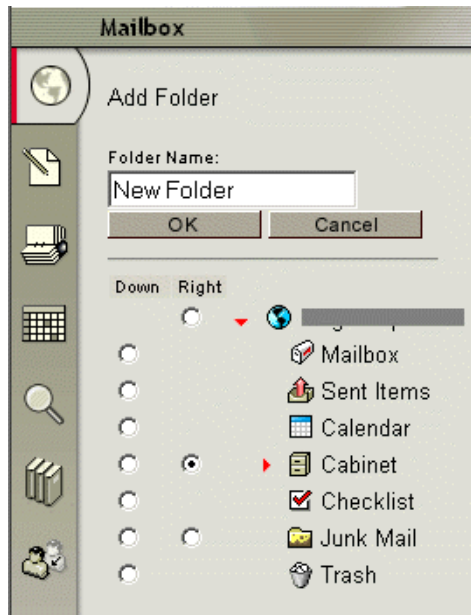 Mailbox
Add Folder
Folder Name:
New Folder
OK Cancel
Down Right
Mailbox
Sent Items
Calendar
Cabinet
Checklist
Junk Mail
Trash